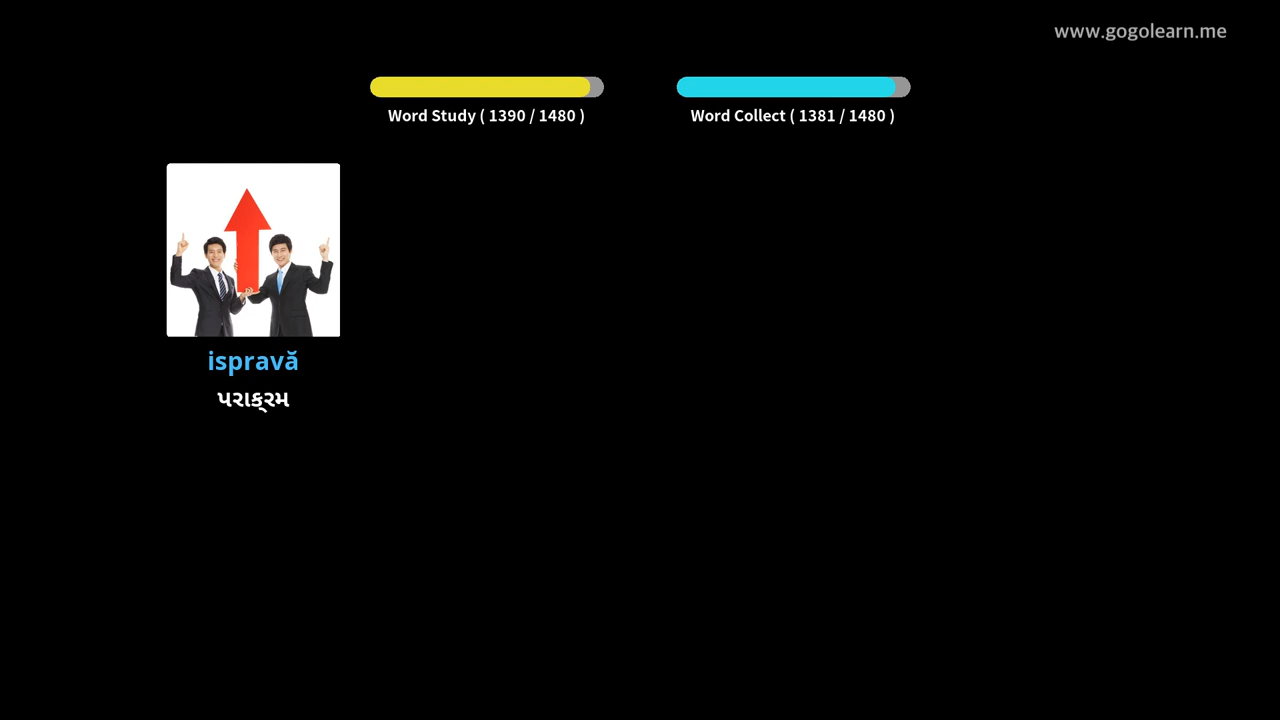 www.gogolearn.me
Word Study ( 1390 / 1480 )
Word Collect ( 1381 / 1480 )
ispravă
પરાક્રમ